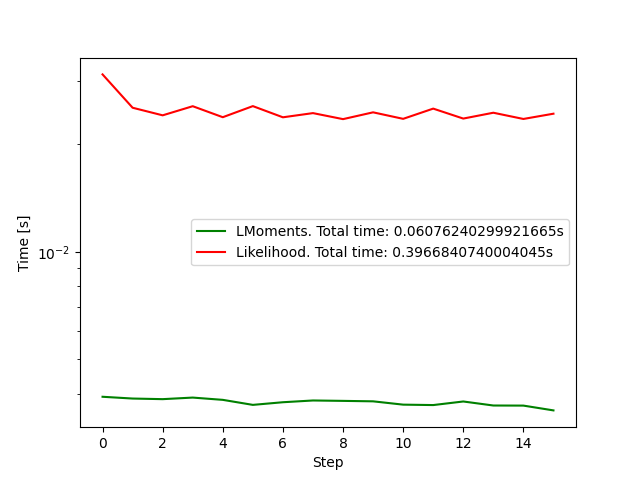 Time [s]
10⁻²
LMoments. Total time: 0.06076240299921665s
Likelihood. Total time: 0.3966840740004045s
0 2 4 6 8 10 12 14
Step